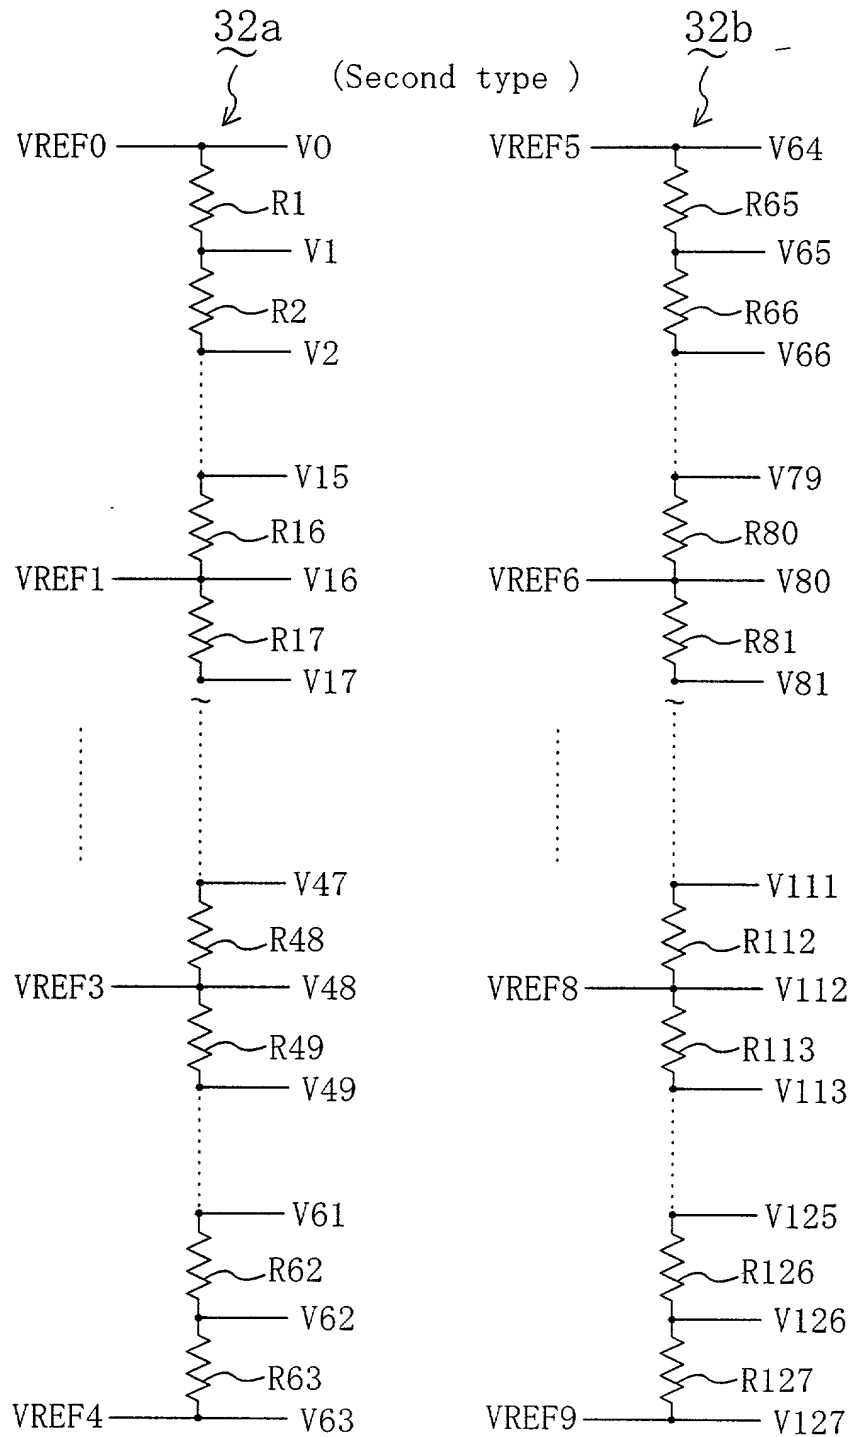 32a
32b
(Second type )
VREF0
V0
R1
V1
R2
V2
V15
R16
VREF1
V16
R17
V17
V47
R48
VREF3
V48
R49
V49
V61
R62
V62
R63
VREF4
V63
VREF5
V64
R65
V65
R66
V66
V79
R80
VREF6
V80
R81
V81
V111
R112
VREF8
V112
R113
V113
V125
R126
V126
R127
VREF9
V127